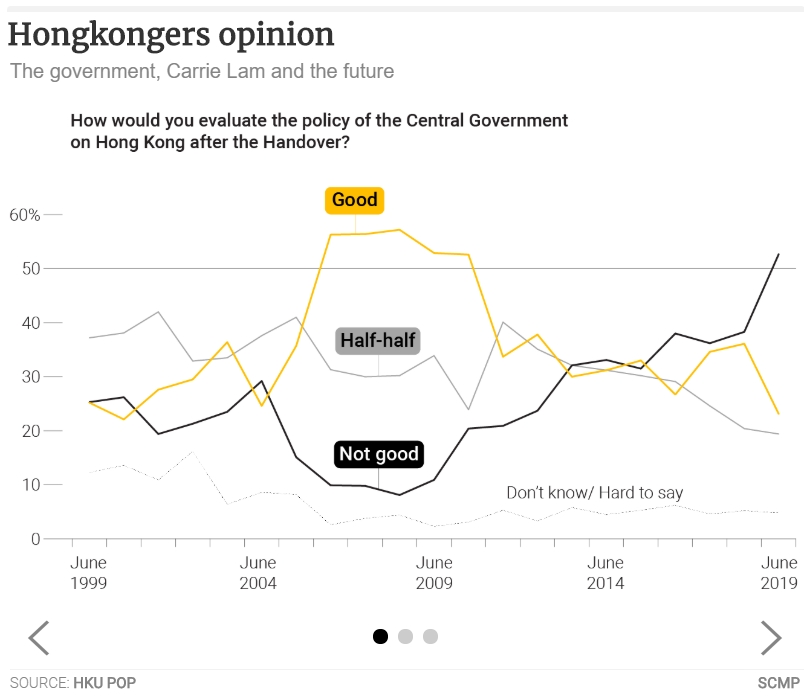 Hongkongers opinion
The government, Carrie Lam and the future
How would you evaluate the policy of the Central Government
on Hong Kong after the Handover?
60%
50
40
30
20
10
0
Good
Half-half
Not good
Don't know/ Hard to say
June
1999
June
2004
June
2009
June
2014
June
2019
SOURCE: HKU POP
SCMP